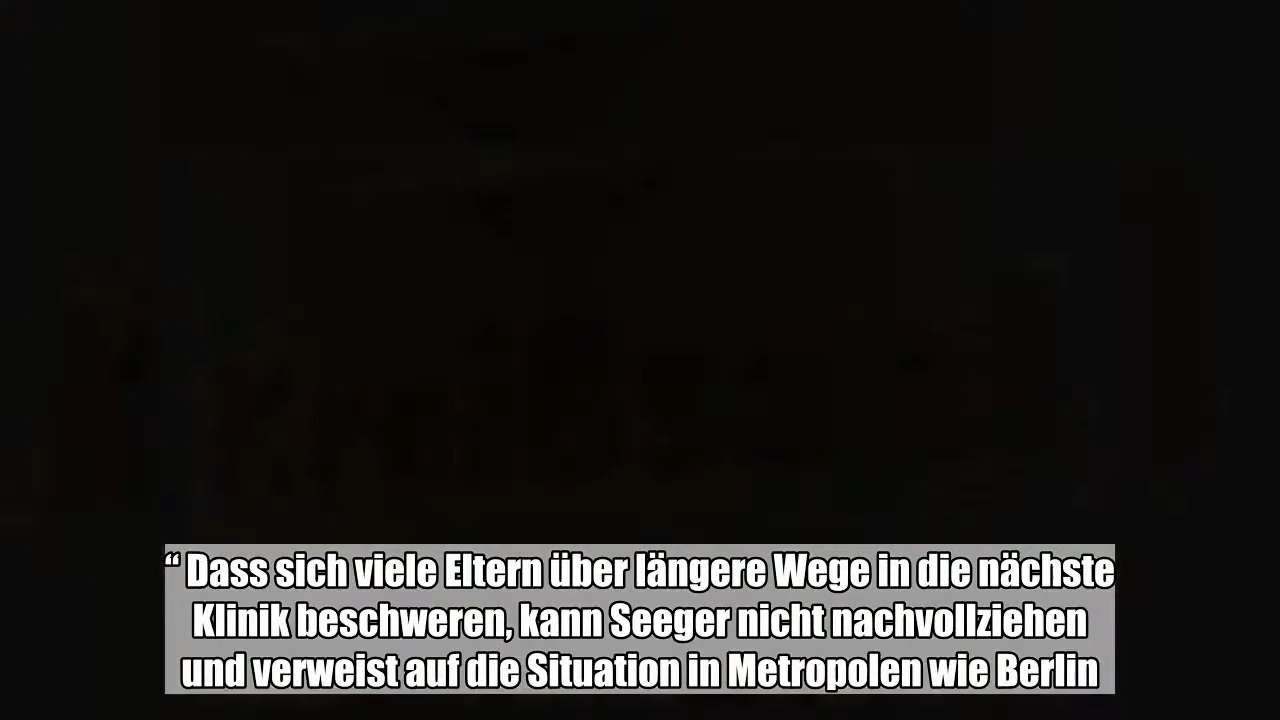 “ Dass sich viele Eltern über längere Wege in die nächste
Klinik beschweren, kann Seeger nicht nachvollziehen
und verweist auf die Situation in Metropolen wie Berlin